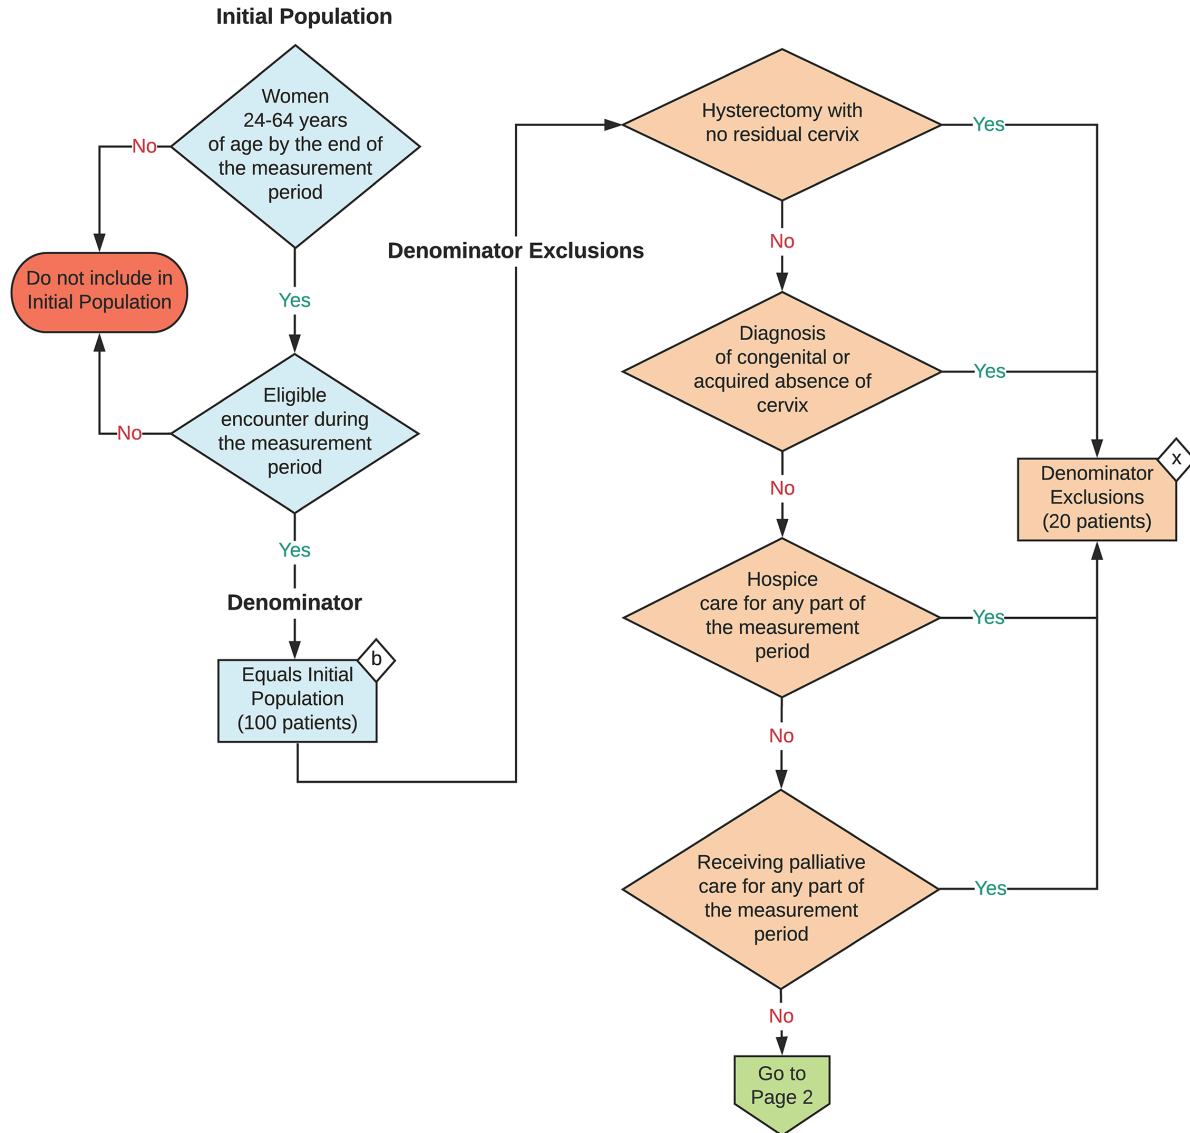 Initial Population
Women
24-64 years
of age by the end of
the measurement
period
No
Do not include in
Initial Population
Yes
Eligible
encounter during
the measurement
period
No
Yes
Denominator
b
Equals Initial
Population
(100 patients)
Denominator Exclusions
Hysterectomy with
no residual cervix
Yes
No
Diagnosis
of congenital or
acquired absence of
cervix
Yes
No
x
Denominator
Exclusions
(20 patients)
Hospice
care for any part of
the measurement
period
Yes
No
Receiving palliative
care for any part of
the measurement
period
Yes
No
Go to
Page 2